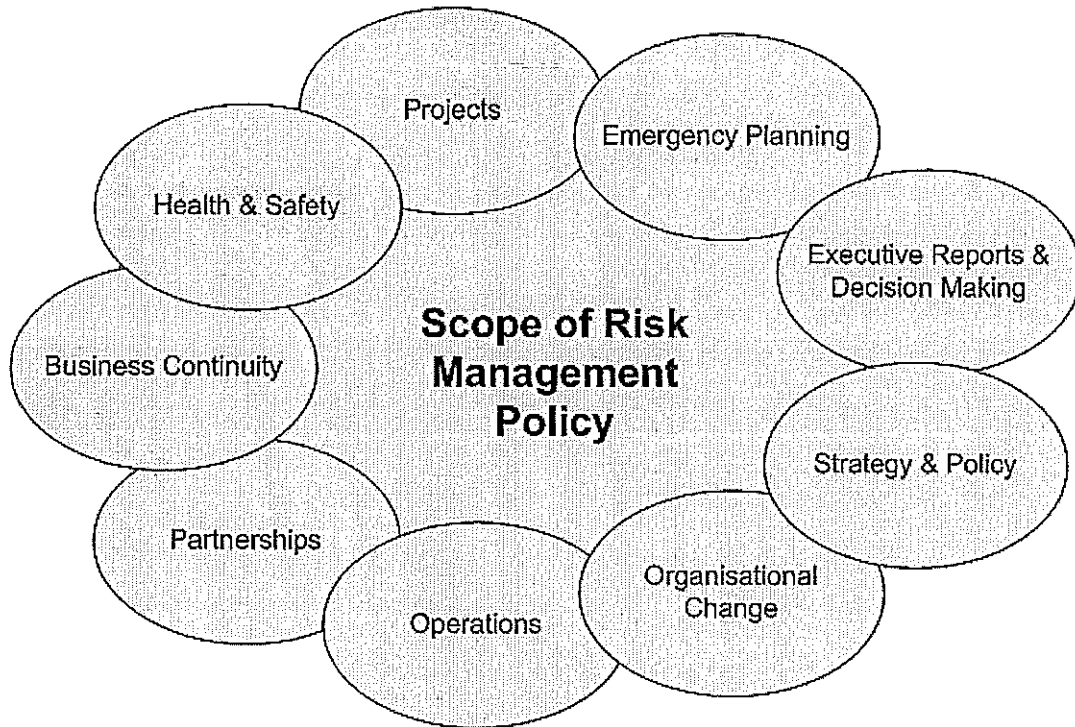 Projects
Emergency Planning
Health & Safety
Executive Reports &
Decision Making
Scope of Risk
Management
Policy
Business Continuity
Strategy & Policy
Partnerships
Organisational
Change
Operations